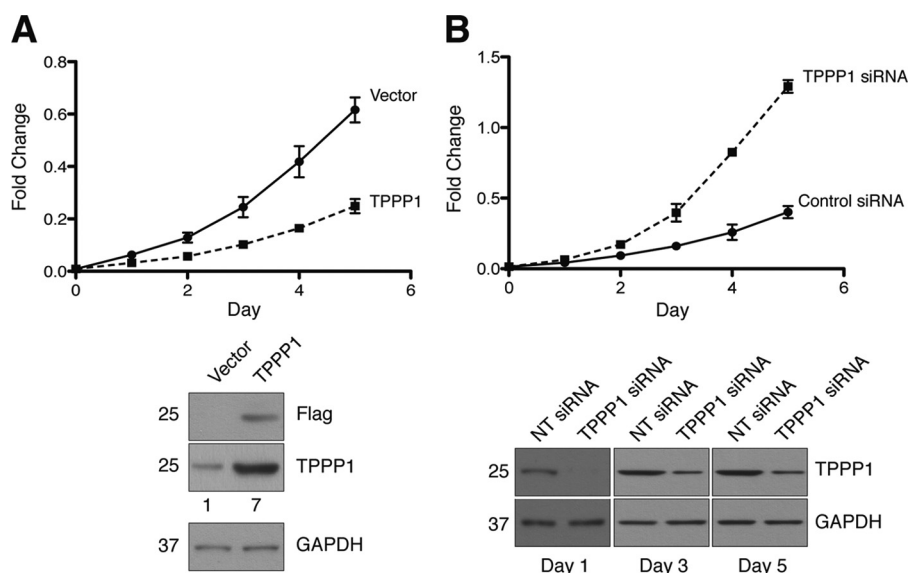 A
0.8
0.6
0.4
0.2
0.0
Fold Change
Vector
TPPP1
0 2 4 6
Day
Vector
TPPP1
25 Flag
25 TPPP1
1 7
37 GAPDH
B
1.5
1.0
0.5
0.0
Fold Change
TPPP1 siRNA
Control siRNA
0 2 4 6
Day
NT siRNA
TPPP1 siRNA
NT siRNA
TPPP1 siRNA
NT siRNA
TPPP1 siRNA
25 TPPP1
37 GAPDH
Day 1 Day 3 Day 5